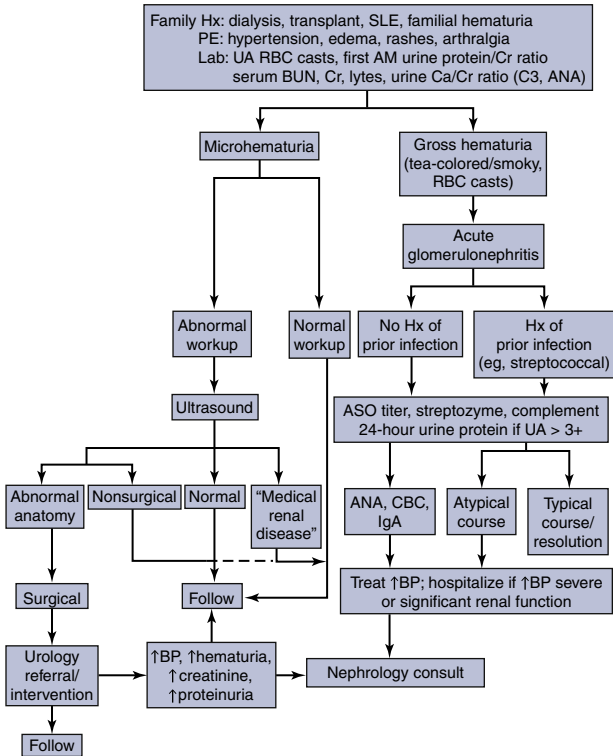 Family Hx: dialysis, transplant, SLE, familial hematuria
PE: hypertension, edema, rashes, arthralgia
Lab: UA RBC casts, first AM urine protein/Cr ratio
serum BUN, Cr, lytes, urine Ca/Cr ratio (C3, ANA)
Microhematuria
Gross hematuria
(tea-colored/smoky,
RBC casts)
Acute
glomerulonephritis
Abnormal
workup
Normal
workup
No Hx of
prior infection
Hx of
prior infection
(eg, streptococcal)
Ultrasound
ASO titer, streptozyme, complement
24-hour urine protein if UA > 3+
Abnormal
anatomy
Nonsurgical
Normal
“Medical
renal
disease”
ANA, CBC,
IgA
Atypical
course
Typical
course/
resolution
Surgical
Follow
Treat ↑BP; hospitalize if ↑BP severe
or significant renal function
Urology
referral/
intervention
↑BP, ↑hematuria,
↑creatinine,
↑proteinuria
Nephrology consult
Follow